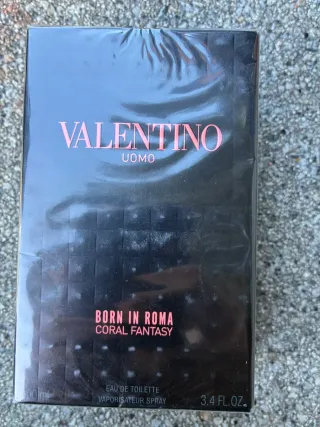 VALENTINO
UOMO
BORN IN ROMA
CORAL FANTASY
EAU DE TOILETTE
VAPORISATEUR SPRAY
3.4 FL. OZ.